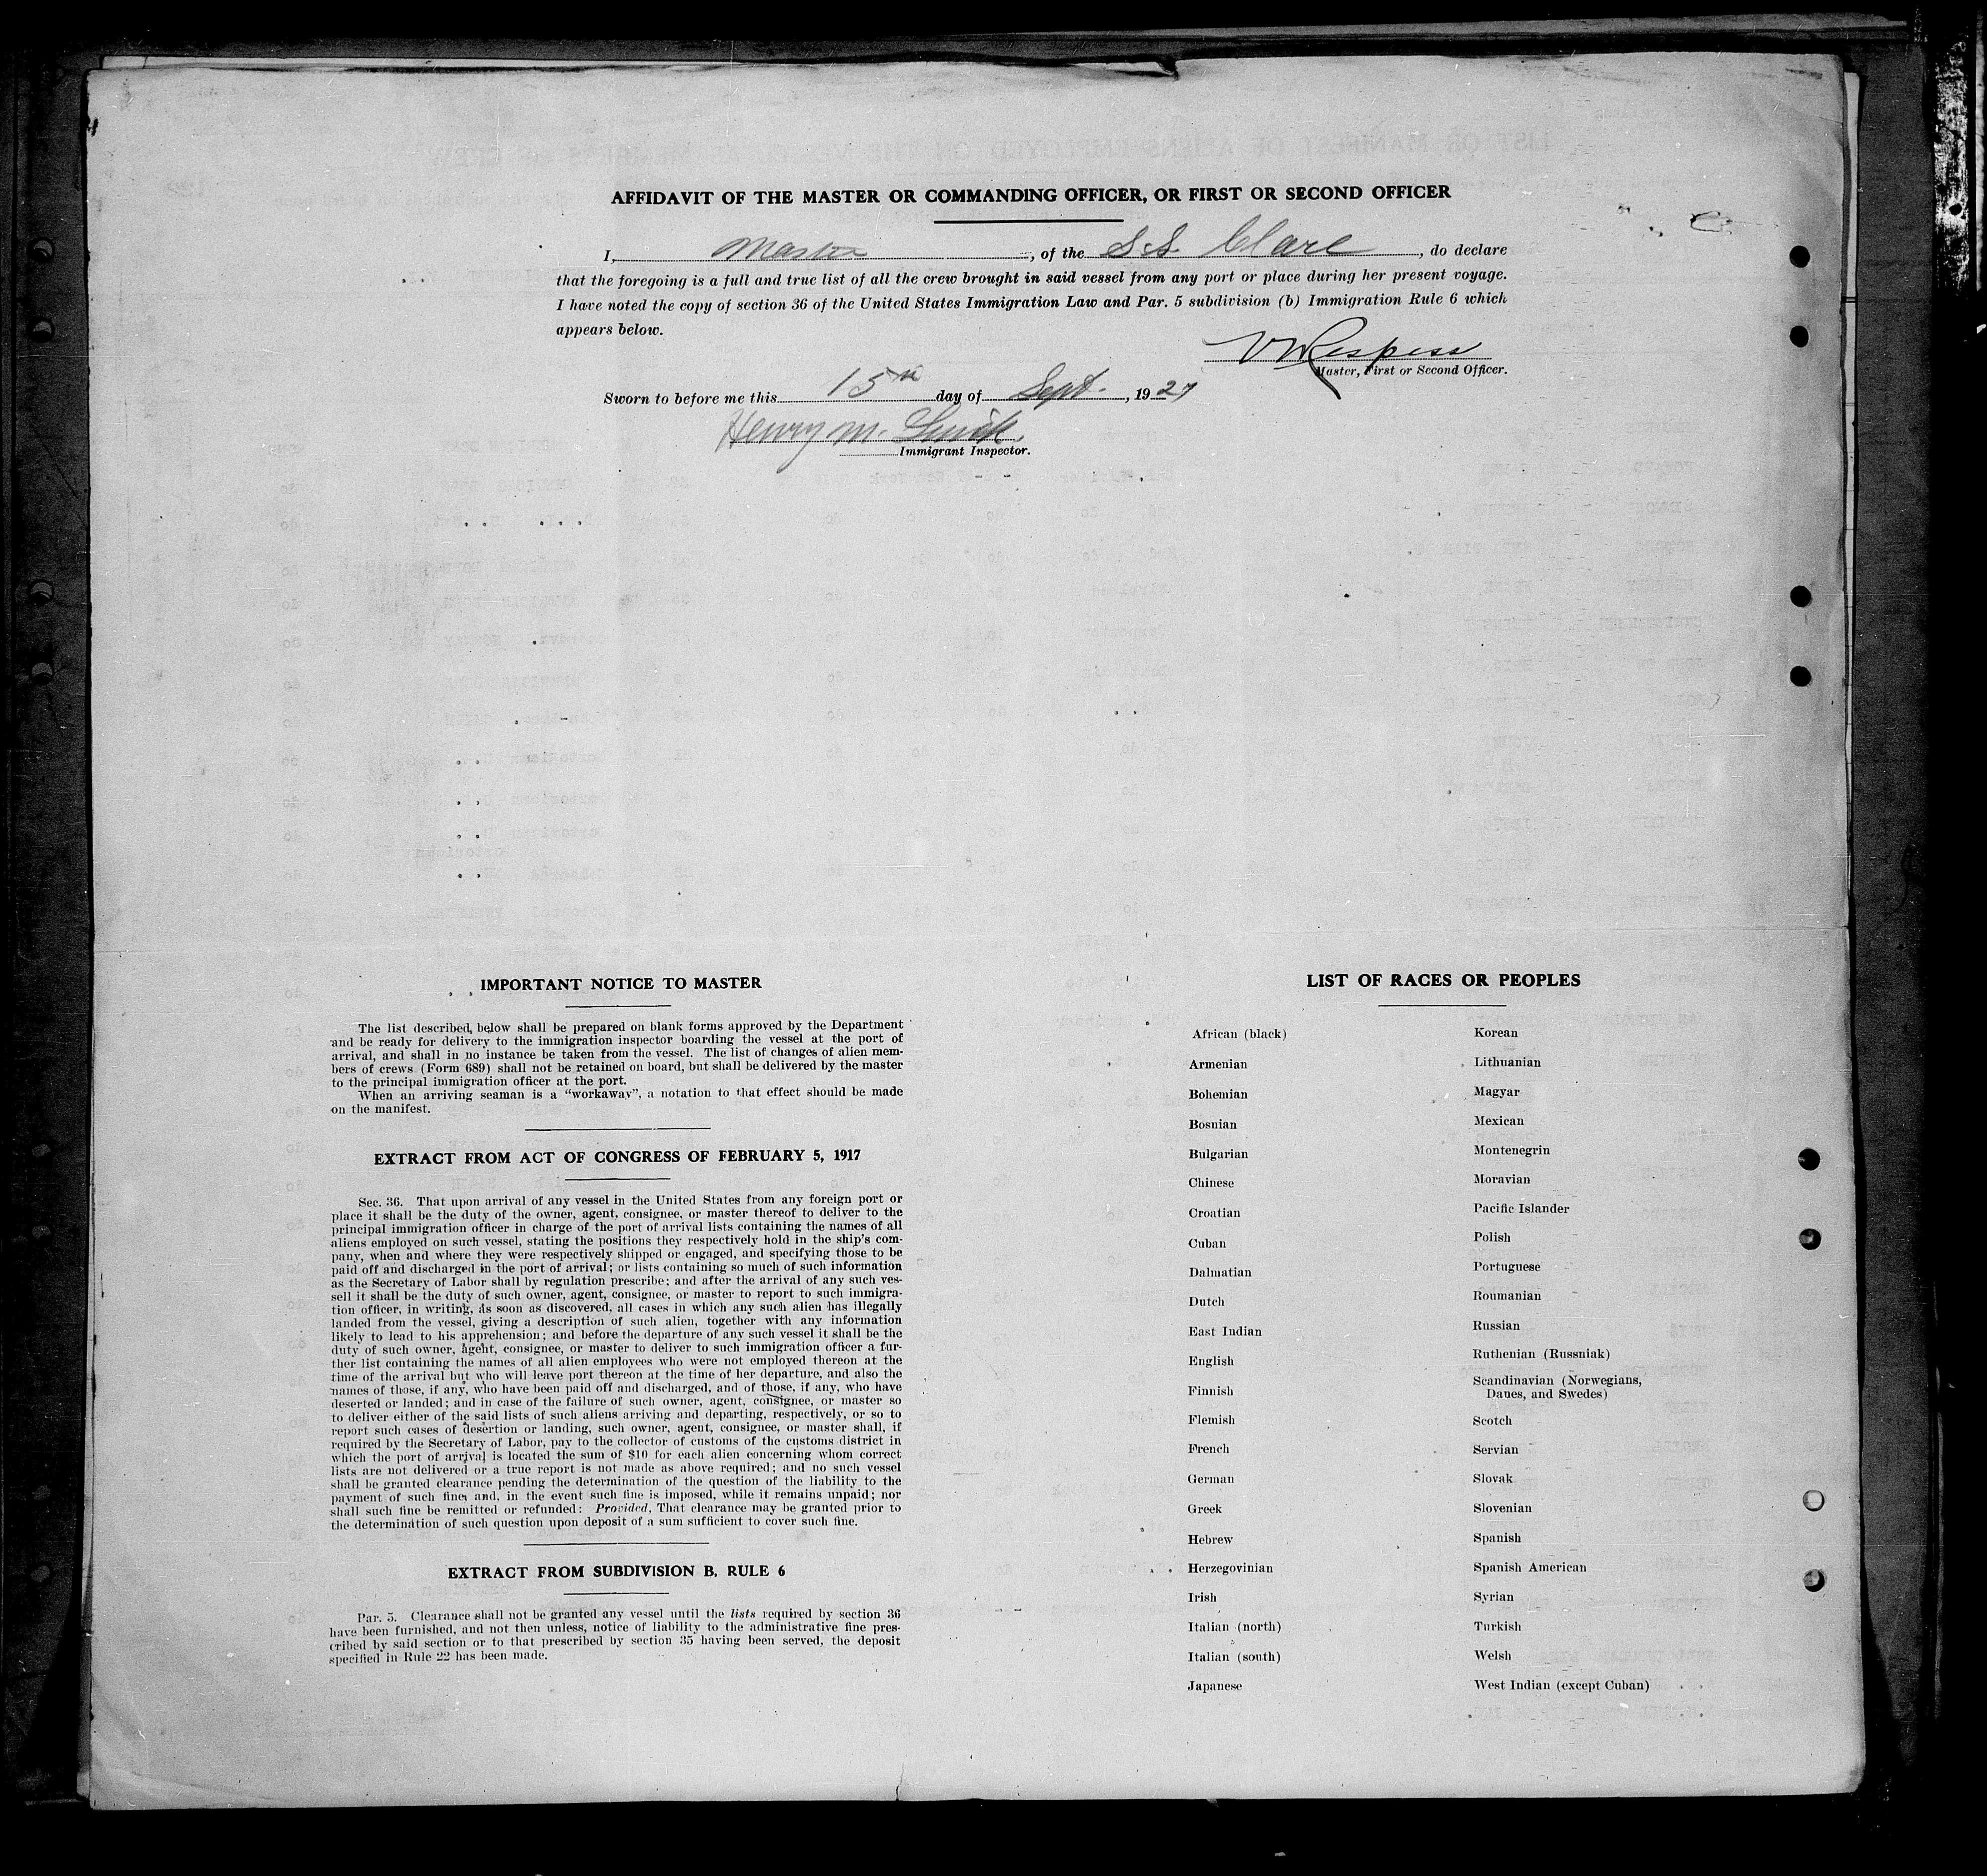 AFFIDAVIT OF THE MASTER OR COMMANDING OFFICER, OR FIRST OR SECOND OFFICER
I, Master, of the S.S. Clare, do declare
that the foregoing is a full and true list of all the crew brought in said vessel from any port or place during her present voyage.
I have noted the copy of section 36 of the United States Immigration Law and Par. 5 subdivision (b) Immigration Rule 6 which
appears below.
Master, First or Second Officer.
Sworn to before me this 15th day of Sept., 1927
Henry M.
Immigrant Inspector.
IMPORTANT NOTICE TO MASTER
The list described below shall be prepared on blank forms approved by the Department
and be ready for delivery to the immigration inspector boarding the vessel at the port of
arrival, and shall in no instance be taken from the vessel. The list of changes of alien mem-
bers of crews (Form 689) shall not be retained on board, but shall be delivered by the master
to the principal immigration officer at the port.
When an arriving seaman is a "workaway", a notation to that effect should be made
on the manifest.
EXTRACT FROM ACT OF CONGRESS OF FEBRUARY 5, 1917
Sec. 36. That upon arrival of any vessel in the United States from any foreign port or
place it shall be the duty of the owner, agent, consignee, or master thereof to deliver to the
principal immigration officer in charge of the port of arrival lists containing the names of all
aliens employed on such vessel, stating the positions they respectively hold in the ship's com-
pany, when and where they were respectively shipped or engaged, and specifying those to be
paid off and discharged in the port of arrival; or lists containing so much of such information
as the Secretary of Labor shall by regulation prescribe; and after the arrival of any such ves-
sell it shall be the duty of such owner, agent, consignee, or master to report to such immigra-
tion officer, in writing, as soon as discovered, all cases in which any such alien has illegally
landed from the vessel, giving a description of such alien, together with any information
likely to lead to his apprehension; and before the departure of any such vessel it shall be the
duty of such owner, agent, consignee, or master to deliver to such immigration officer a fur-
ther list containing the names of all alien employees who were not employed thereon at the
time of the arrival but who will leave port thereon at the time of her departure, and also the
names of those, if any, who have been paid off and discharged, and of those, if any, who have
deserted or landed; and in case of the failure of such owner, agent, consignee, or master so
to deliver either of the said lists of such aliens arriving and departing, respectively, or so to
report such cases of desertion or landing, such owner, agent, consignee, or master shall, if
required by the Secretary of Labor, pay to the collector of customs of the customs district in
which the port of arrival is located the sum of $10 for each alien concerning whom correct
lists are not delivered or a true report is not made as above required; and no such vessel
shall be granted clearance pending the determination of the question of the liability to the
payment of such fine, and, in the event such fine is imposed, while it remains unpaid; nor
shall such fine be remitted or refunded: Provided, That clearance may be granted prior to
the determination of such question upon deposit of a sum sufficient to cover such fine.
EXTRACT FROM SUBDIVISION B, RULE 6
Par. 5. Clearance shall not be granted any vessel until the lists required by section 36
have been furnished, and not then unless, notice of liability to the administrative fine pres-
cribed by said section or to that prescribed by section 35 having been served, the deposit
specified in Rule 22 has been made.
LIST OF RACES OR PEOPLES
African (black)
Armenian
Bohemian
Bosnian
Bulgarian
Chinese
Croatian
Cuban
Dalmatian
Dutch
East Indian
English
Finnish
Flemish
French
German
Greek
Hebrew
Herzegovinian
Irish
Italian (north)
Italian (south)
Japanese
Korean
Lithuanian
Magyar
Mexican
Montenegrin
Moravian
Pacific Islander
Polish
Portuguese
Roumanian
Russian
Ruthenian (Russniak)
Scandinavian (Norwegians,
Danes, and Swedes)
Scotch
Servian
Slovak
Slovenian
Spanish
Spanish American
Syrian
Turkish
Welsh
West Indian (except Cuban)